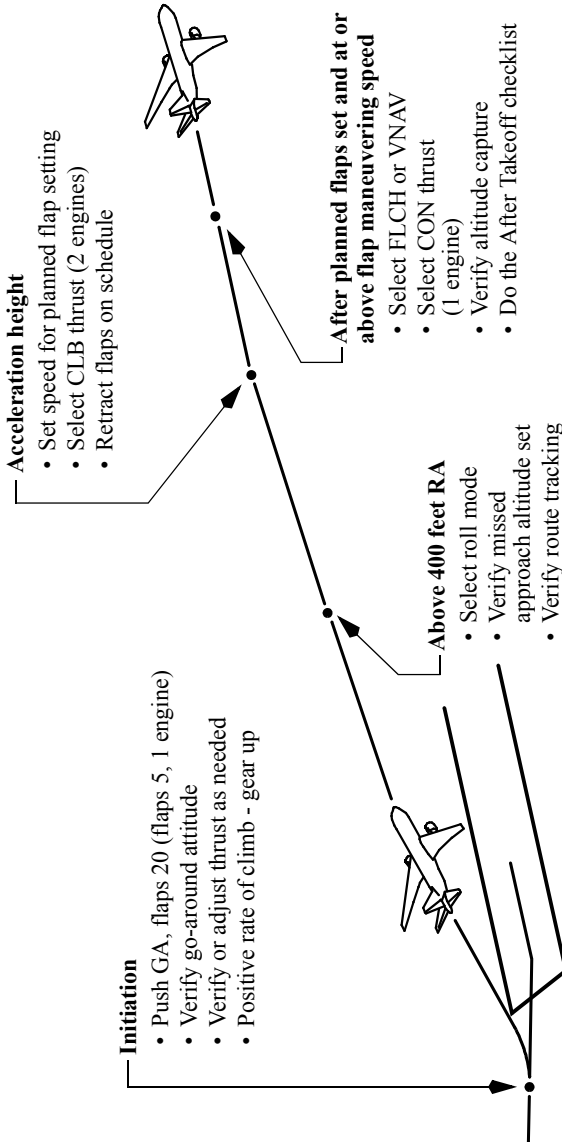 Initiation
• Push GA, flaps 20 (flaps 5, 1 engine)
• Verify go-around attitude
• Verify or adjust thrust as needed
• Positive rate of climb - gear up
Above 400 feet RA
• Select roll mode
• Verify missed
approach altitude set
• Verify route tracking
Acceleration height
• Set speed for planned flap setting
• Select CLB thrust (2 engines)
• Retract flaps on schedule
After planned flaps set and at or
above flap maneuvering speed
• Select FLCH or VNAV
• Select CON thrust
(1 engine)
• Verify altitude capture
• Do the After Takeoff checklist